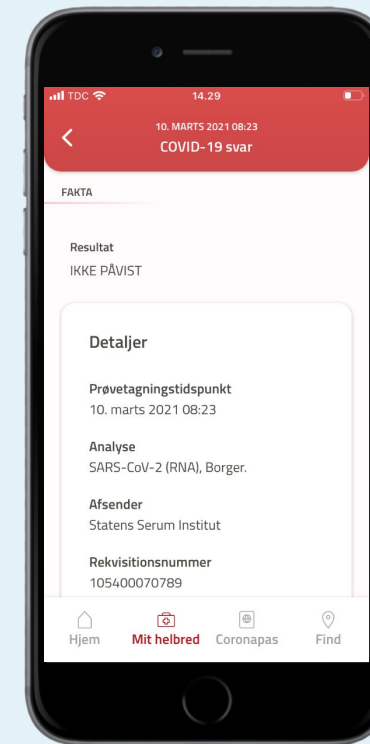 TDC 14.29
10. MARTS 2021 08:23
COVID-19 svar
FAKTA
Resultat
IKKE PÅVIST
Detaljer
Prøvetagningstidspunkt
10. marts 2021 08:23
Analyse
SARS-CoV-2 (RNA), Borger.
Afsender
Statens Serum Institut
Rekvisitionsnummer
105400070789
Hjem Mit helbred Coronapas Find